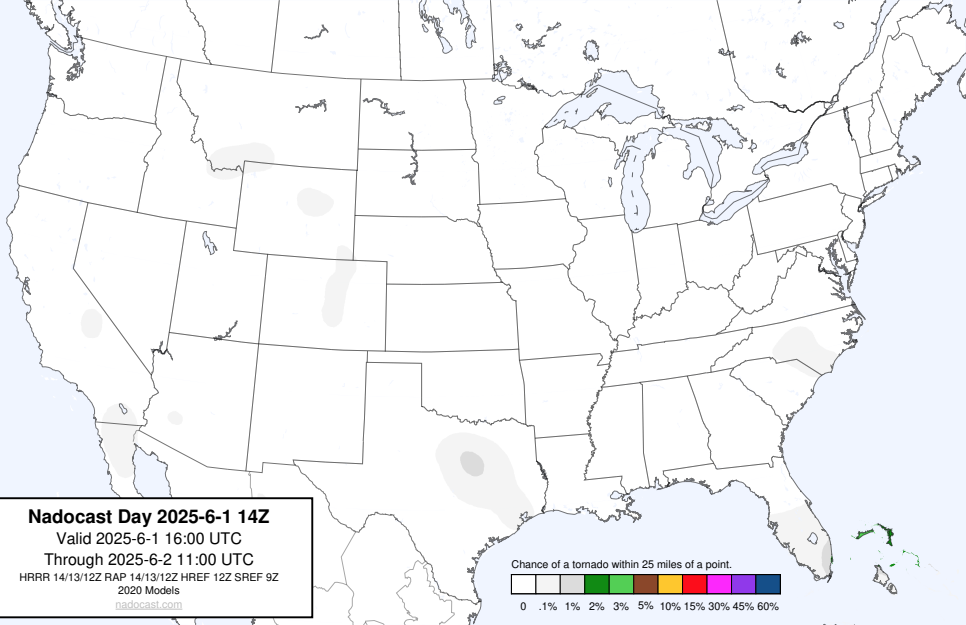 Nadocast Day 2025-6-1 14Z
Valid 2025-6-1 16:00 UTC
Through 2025-6-2 11:00 UTC
HRRR 14/13/12Z RAP 14/13/12Z HREF 12Z SREF 9Z
2020 Models
nadocast.com
Chance of a tornado within 25 miles of a point.
0 .1% 1% 2% 3% 5% 10% 15% 30% 45% 60%